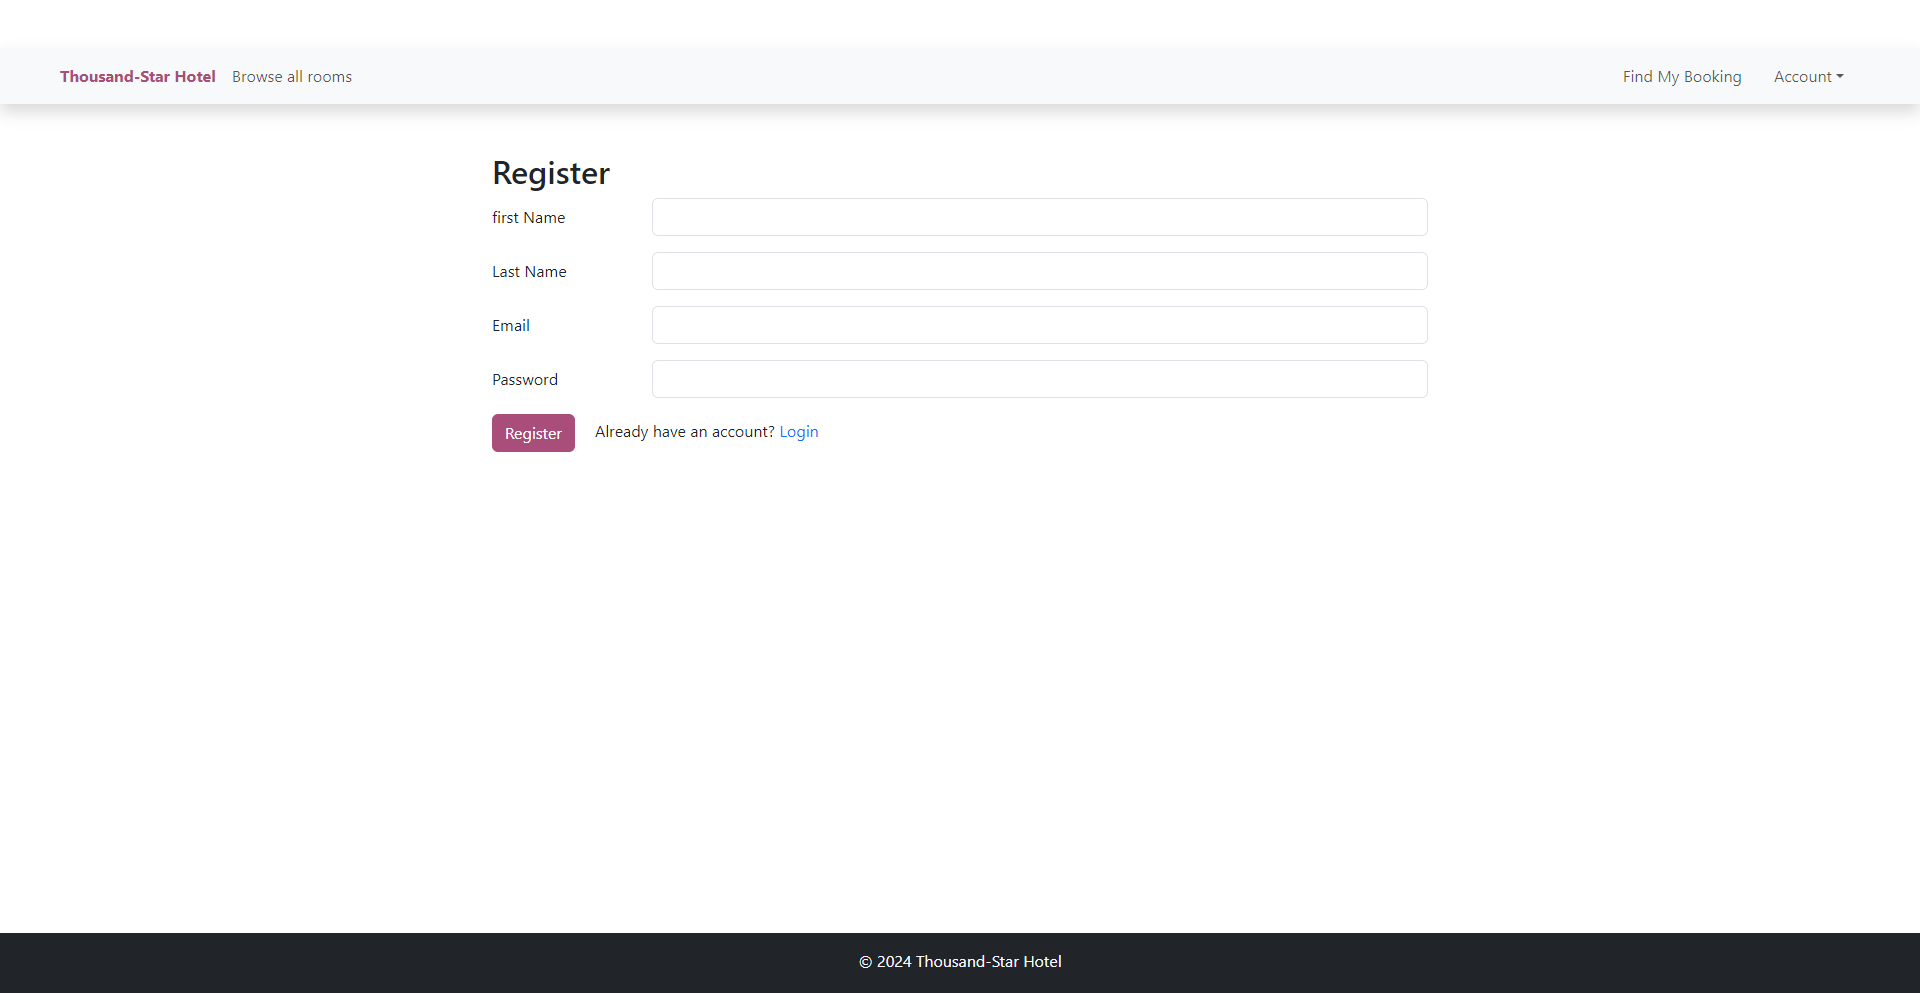 Thousand-Star Hotel Browse all rooms Find My Booking Account
Register
first Name
Last Name
Email
Password
Register Already have an account? Login
© 2024 Thousand-Star Hotel